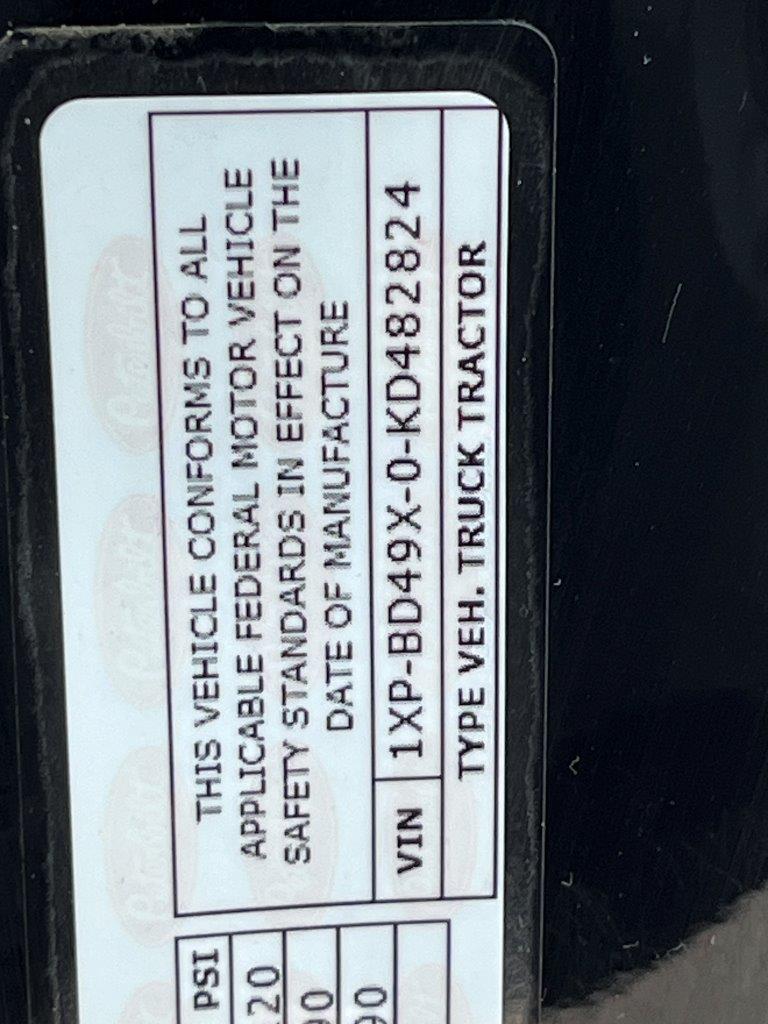 THIS VEHICLE CONFORMS TO ALL
APPLICABLE FEDERAL MOTOR VEHICLE
SAFETY STANDARDS IN EFFECT ON THE
DATE OF MANUFACTURE
VIN 1XP-BD49X-0-KD482824
TYPE VEH. TRUCK TRACTOR
PSI